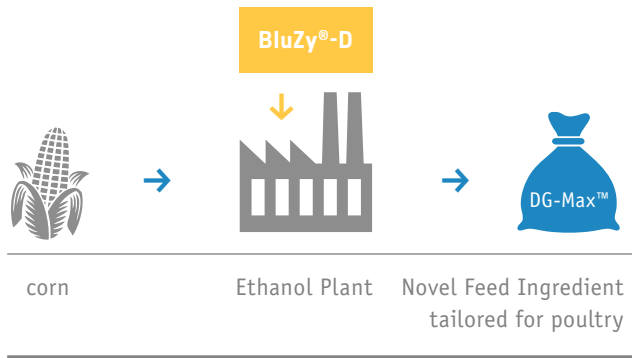 BluZy®-D
DG-Max™
corn
Ethanol Plant
Novel Feed Ingredient
tailored for poultry